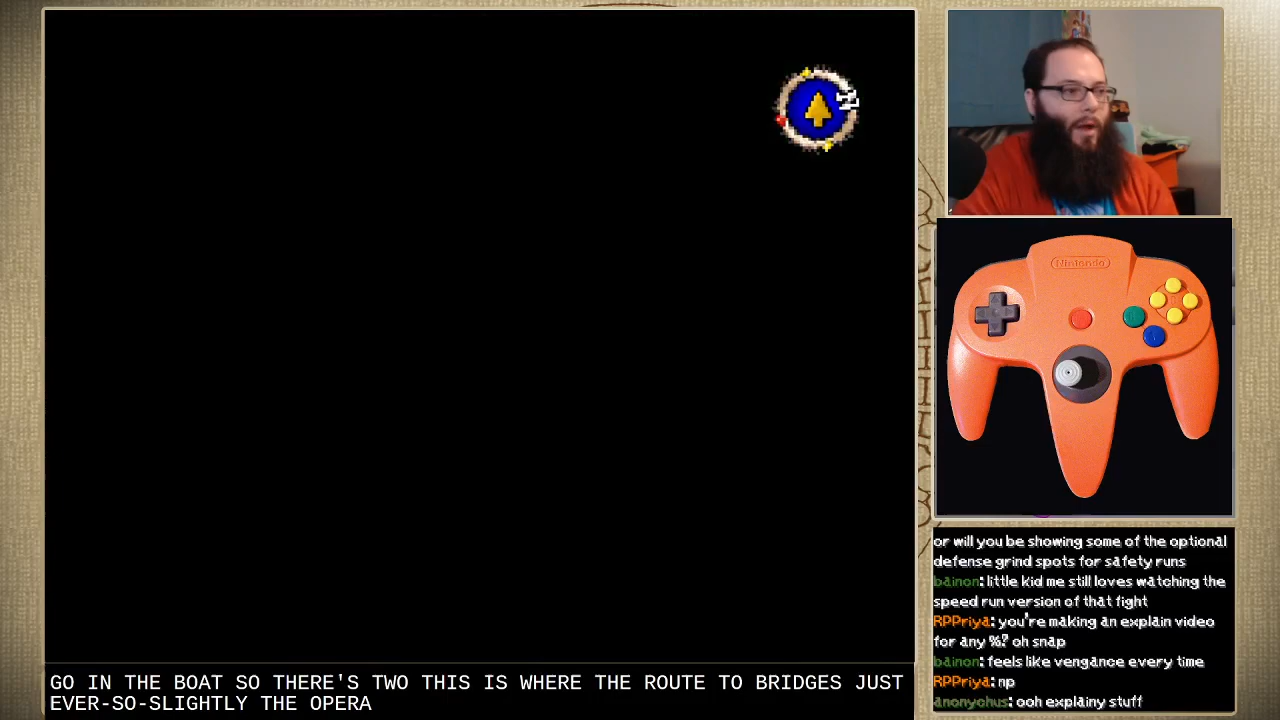 Nintendo
or will you be showing some of the optional
defense grind spots for safety runs
bainon: little kid me still loves watching the
speed run version of that fight
RPPriya: you're making an explain video
for any %? oh snap
bainon: feels like vengance every time
RPPriya: np
anonyohus: ooh explainy stuff
GO IN THE BOAT SO THERE'S TWO THIS IS WHERE THE ROUTE TO BRIDGES JUST
EVER-SO-SLIGHTLY THE OPERA